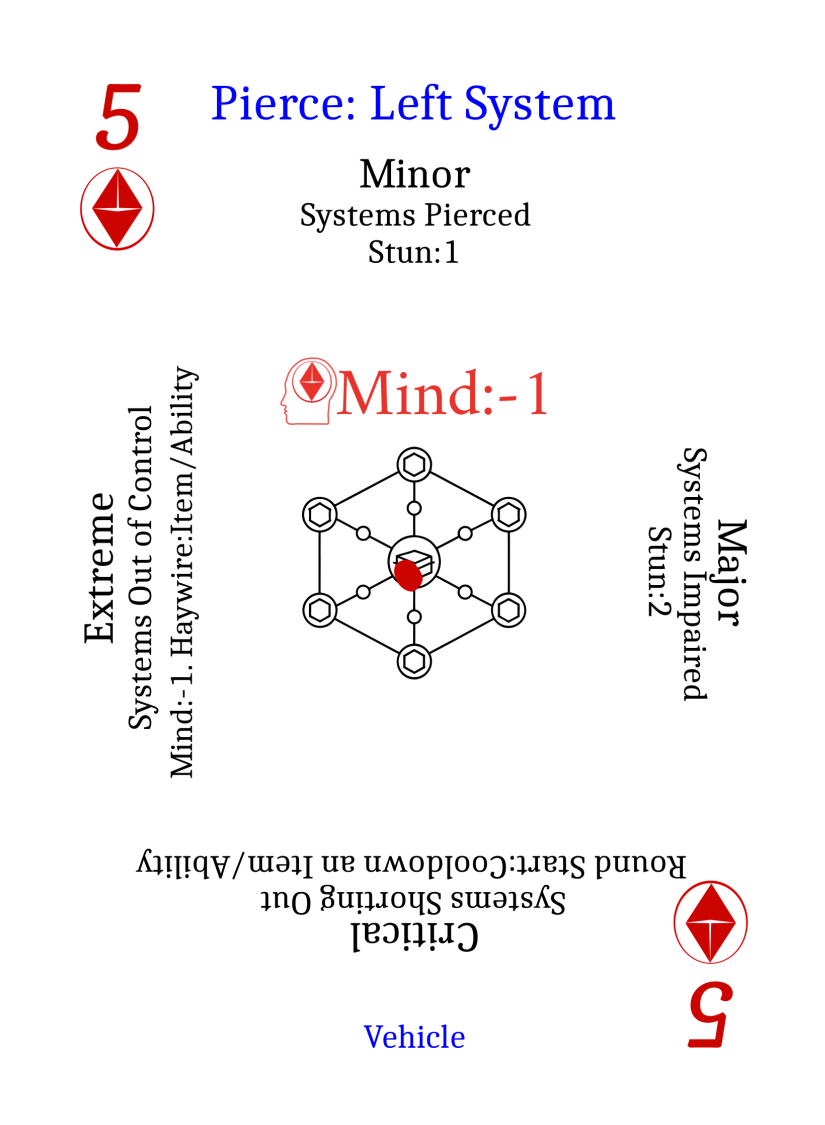 5
Pierce: Left System
Minor
Systems Pierced
Stun:1
Mind:-1
Extreme
Systems Out of Control
Mind:-1. Haywire:Item/Ability
Major
Systems Impaired
Stun:2
Critical
Systems Shorting Out
Round Start:Cooldown an Item/Ability
5
Vehicle